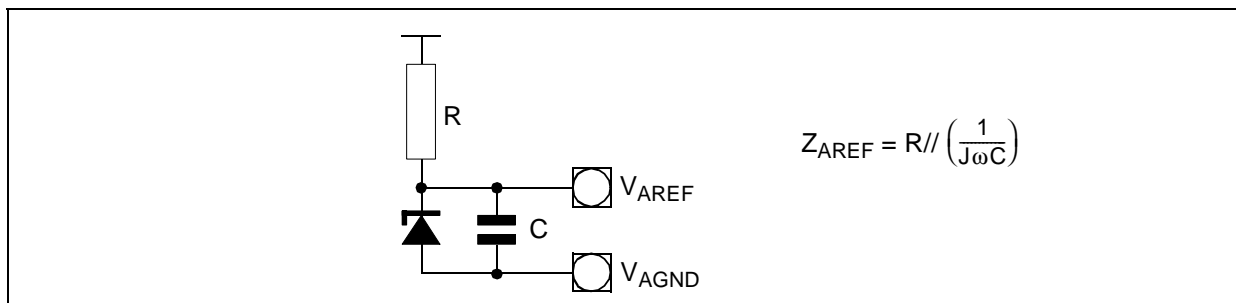 R
Z_AREF = R// (1/JωC)
V_AREF
C
V_AGND